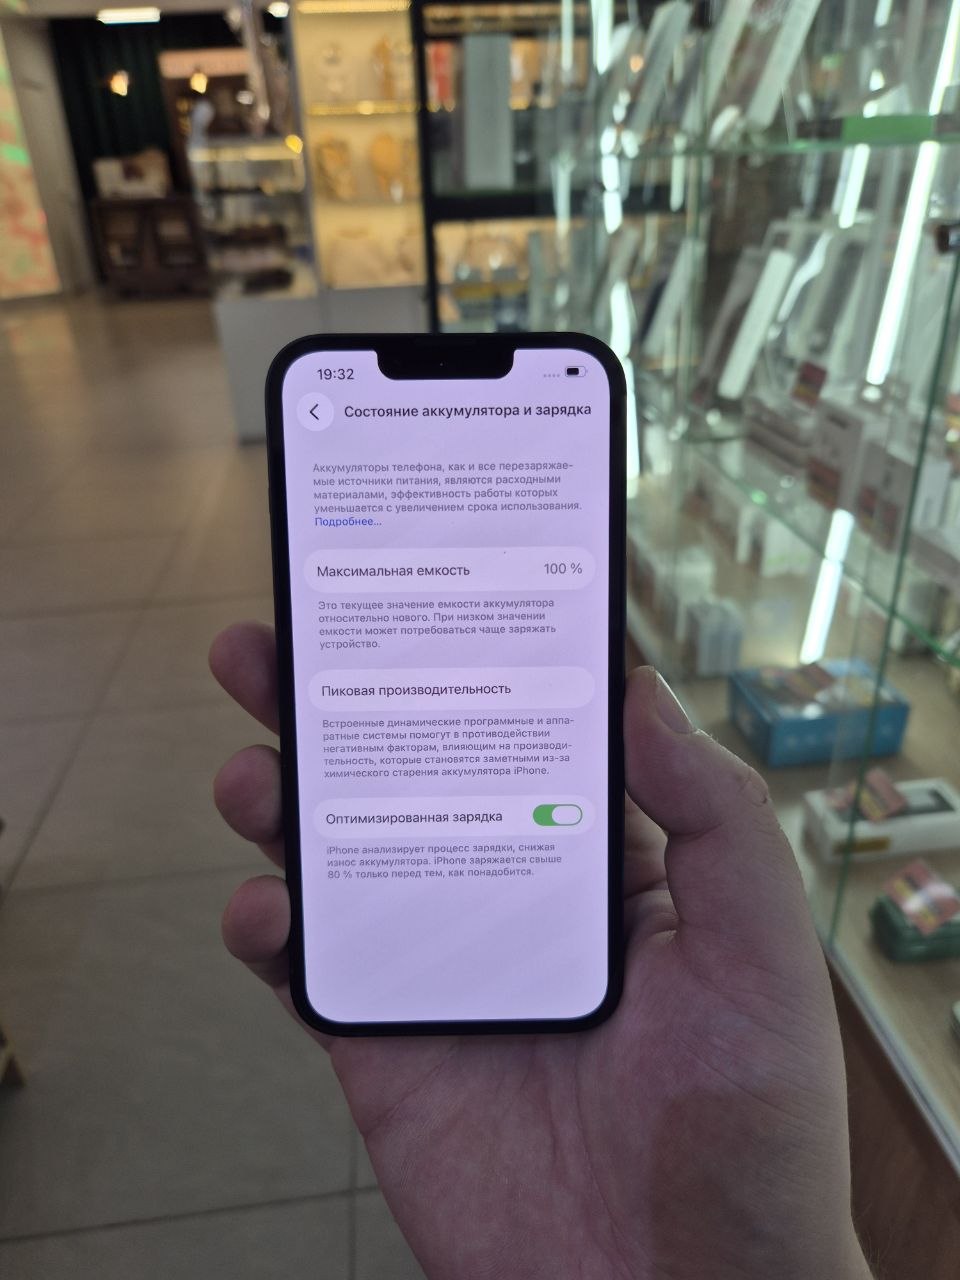 19:32
Состояние аккумулятора и зарядка
Аккумуляторы телефона, как и все перезаряжае-
мые источники питания, являются расходными
материалами, эффективность работы которых
уменьшается с увеличением срока использования.
Подробнее...
Максимальная емкость 100 %
Это текущее значение емкости аккумулятора
относительно нового. При низком значении
емкости может потребоваться чаще заряжать
устройство.
Пиковая производительность
Встроенные динамические программные и аппа-
ратные системы помогут в противодействии
негативным факторам, влияющим на производи-
тельность, которые становятся заметными из-за
химического старения аккумулятора iPhone.
Оптимизированная зарядка
iPhone анализирует процесс зарядки, снижая
износ аккумулятора. iPhone заряжается свыше
80 % только перед тем, как понадобится.